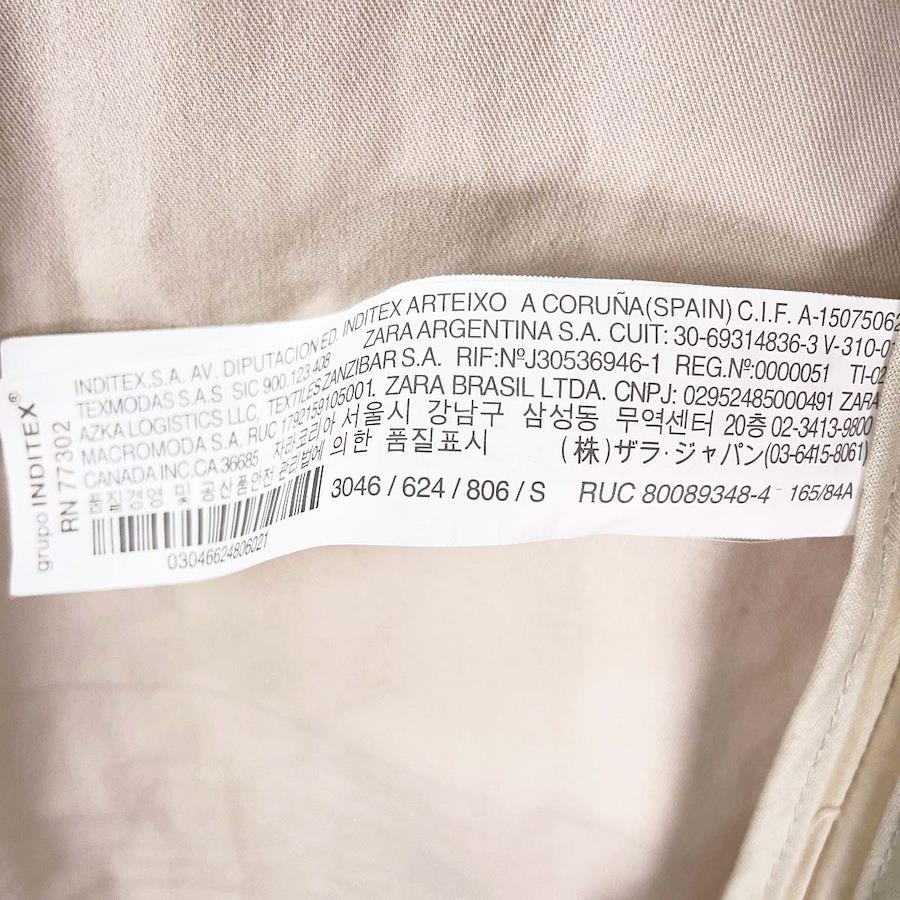 grupo INDITEX®
RN 77302
INDITEX,S.A. AV. DIPUTACION ED. INDITEX ARTEIXO A CORUÑA(SPAIN) C.I.F. A-15075062
TEXMODAS S.A.S SIC 900.123.408 ZARA ARGENTINA S.A. CUIT: 30-69314836-3 V-310-0
AZKA LOGISTICS LLC, TEXTILES ZANZIBAR S.A. RIF:Nº J30536946-1 REG.Nº:0000051 TI-02
MACROMODA S.A. RUC 1792159105001. ZARA BRASIL LTDA. CNPJ: 02952485000491 ZARA
CANADA INC.CA 36685 자라코리아 서울시 강남구 삼성동 무역센터 20층 02-3413-9800
품질경영 및 공산품안전 관리법에 의한 품질표시 (株)ザラ·ジャパン(03-6415-8061)
3046 / 624 / 806 / S RUC 80089348-4 165/84A
03046624806021